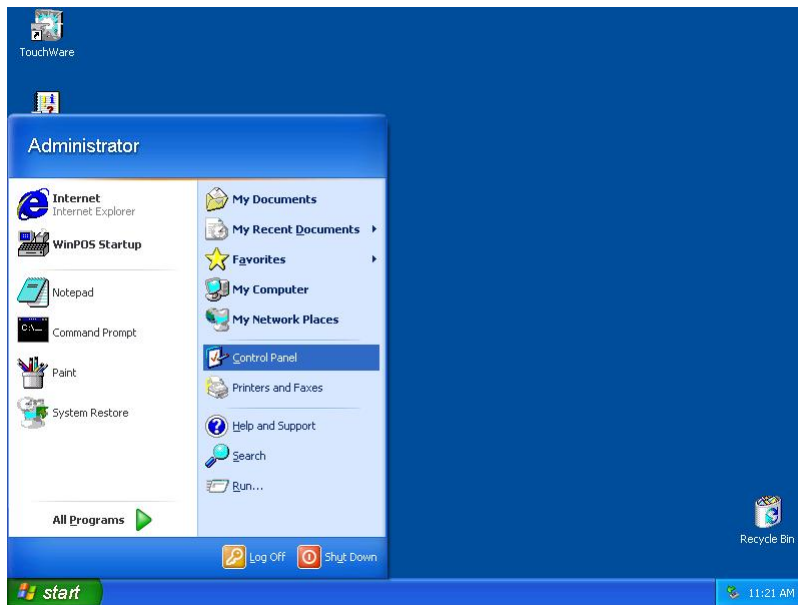 TouchWare
Administrator
Internet
Internet Explorer
WinPOS Startup
Notepad
C:\_
Command Prompt
Paint
System Restore
All Programs
My Documents
My Recent Documents
Favorites
My Computer
My Network Places
Control Panel
Printers and Faxes
Help and Support
Search
Run...
Log Off
Shut Down
Recycle Bin
start
11:21 AM